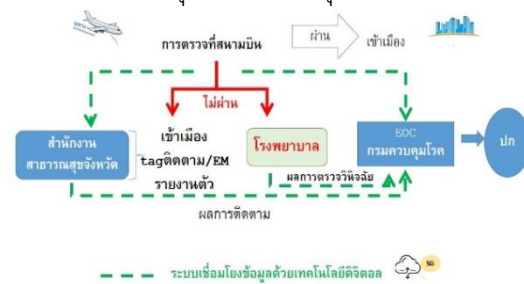 การตรวจที่สนามบิน
ผ่าน
เข้าเมือง
ไม่ผ่าน
สำนักงาน
สาธารณสุขจังหวัด
เข้าเมือง
tagติดตาม/EM
รายงานตัว
โรงพยาบาล
EOC
กรมควบคุมโรค
ปภ
ผลการตรวจวินิจฉัย
ผลการติดตาม
ระบบเชื่อมโยงข้อมูลด้วยเทคโนโลยีดิจิตอล
5G